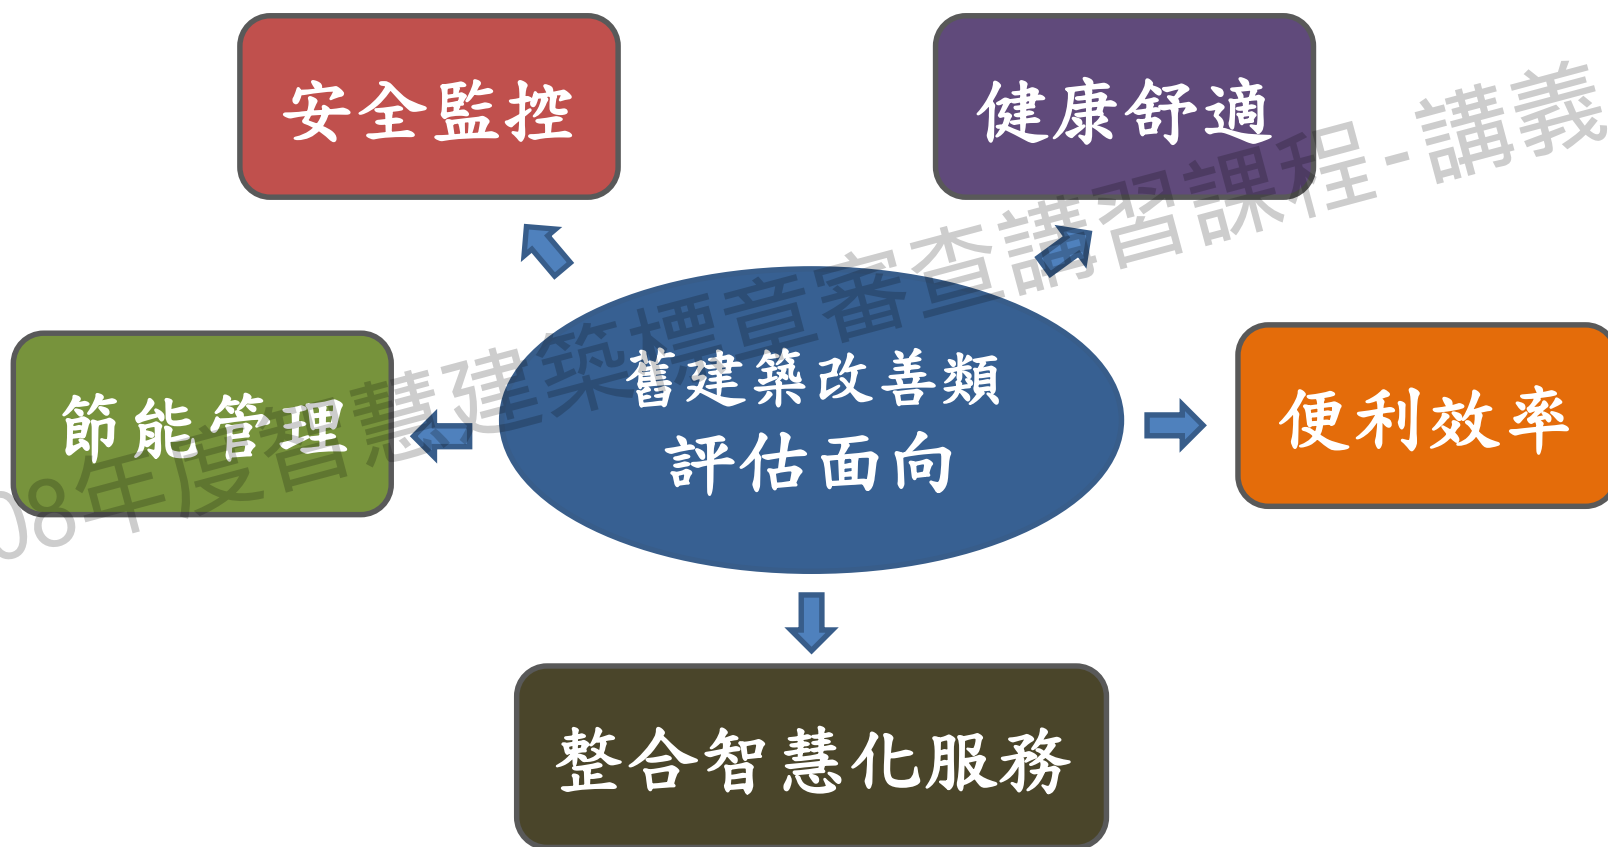 安全監控
健康舒適
舊建築改善類
評估面向
節能管理
便利效率
整合智慧化服務
08年度智慧建築標章審查講習課程-講義